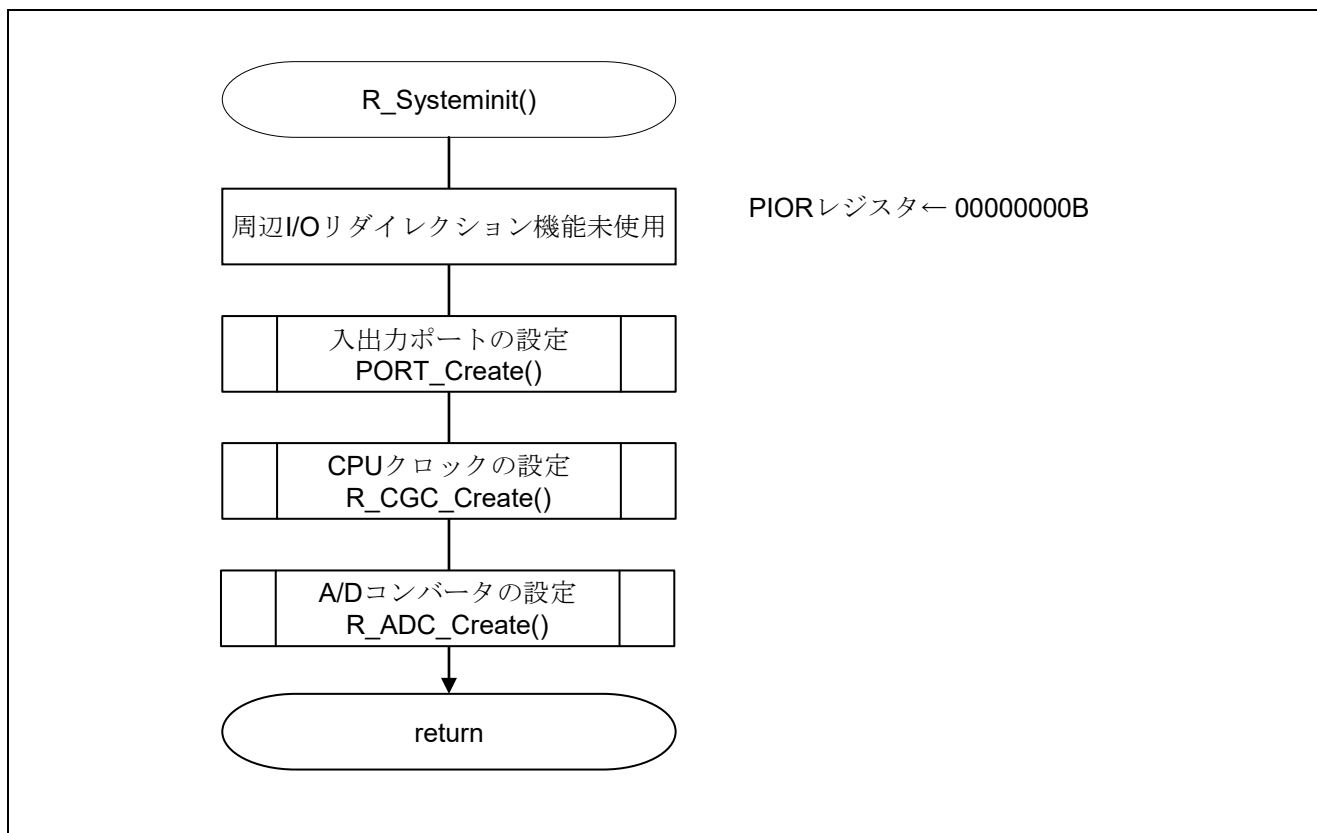 R_Systeminit()
周辺I/Oリダイレクション機能未使用
PIORレジスタ← 00000000B
入出力ポートの設定
PORT_Create()
CPUクロックの設定
R_CGC_Create()
A/Dコンバータの設定
R_ADC_Create()
return